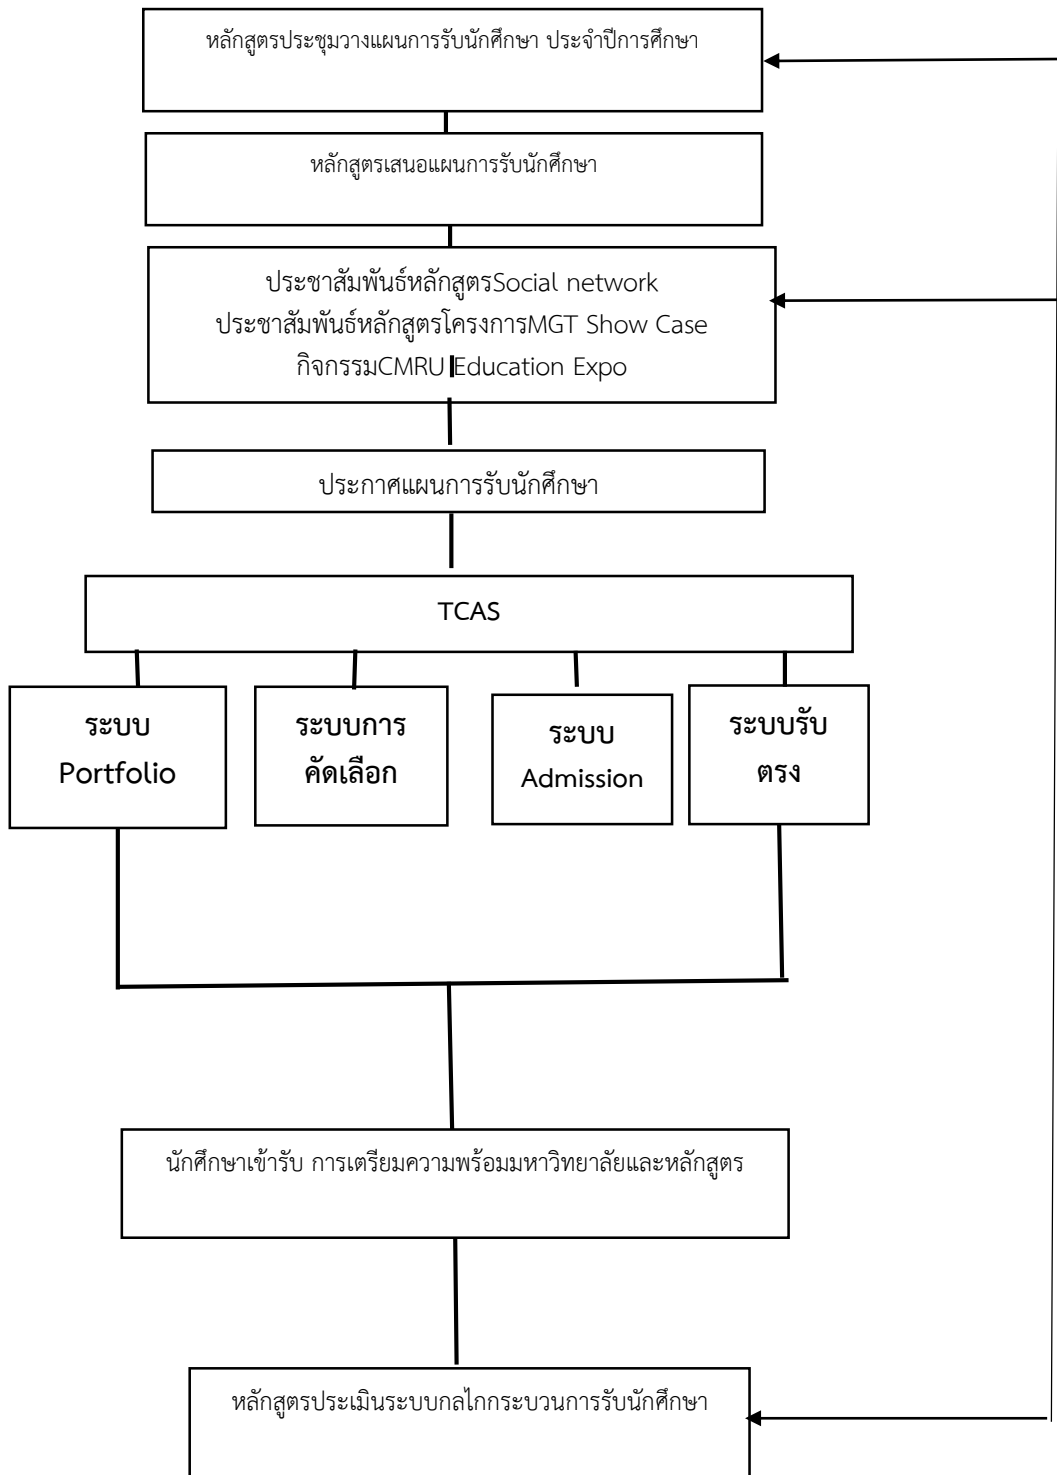 หลักสูตรประชุมวางแผนการรับนักศึกษา ประจำปีการศึกษา
หลักสูตรเสนอแผนการรับนักศึกษา
ประชาสัมพันธ์หลักสูตรSocial network
ประชาสัมพันธ์หลักสูตรโครงการMGT Show Case
กิจกรรมCMRU Education Expo
ประกาศแผนการรับนักศึกษา
TCAS
ระบบ
Portfolio
ระบบการ
คัดเลือก
ระบบ
Admission
ระบบรับ
ตรง
นักศึกษาเข้ารับ การเตรียมความพร้อมมหาวิทยาลัยและหลักสูตร
หลักสูตรประเมินระบบกลไกกระบวนการรับนักศึกษา